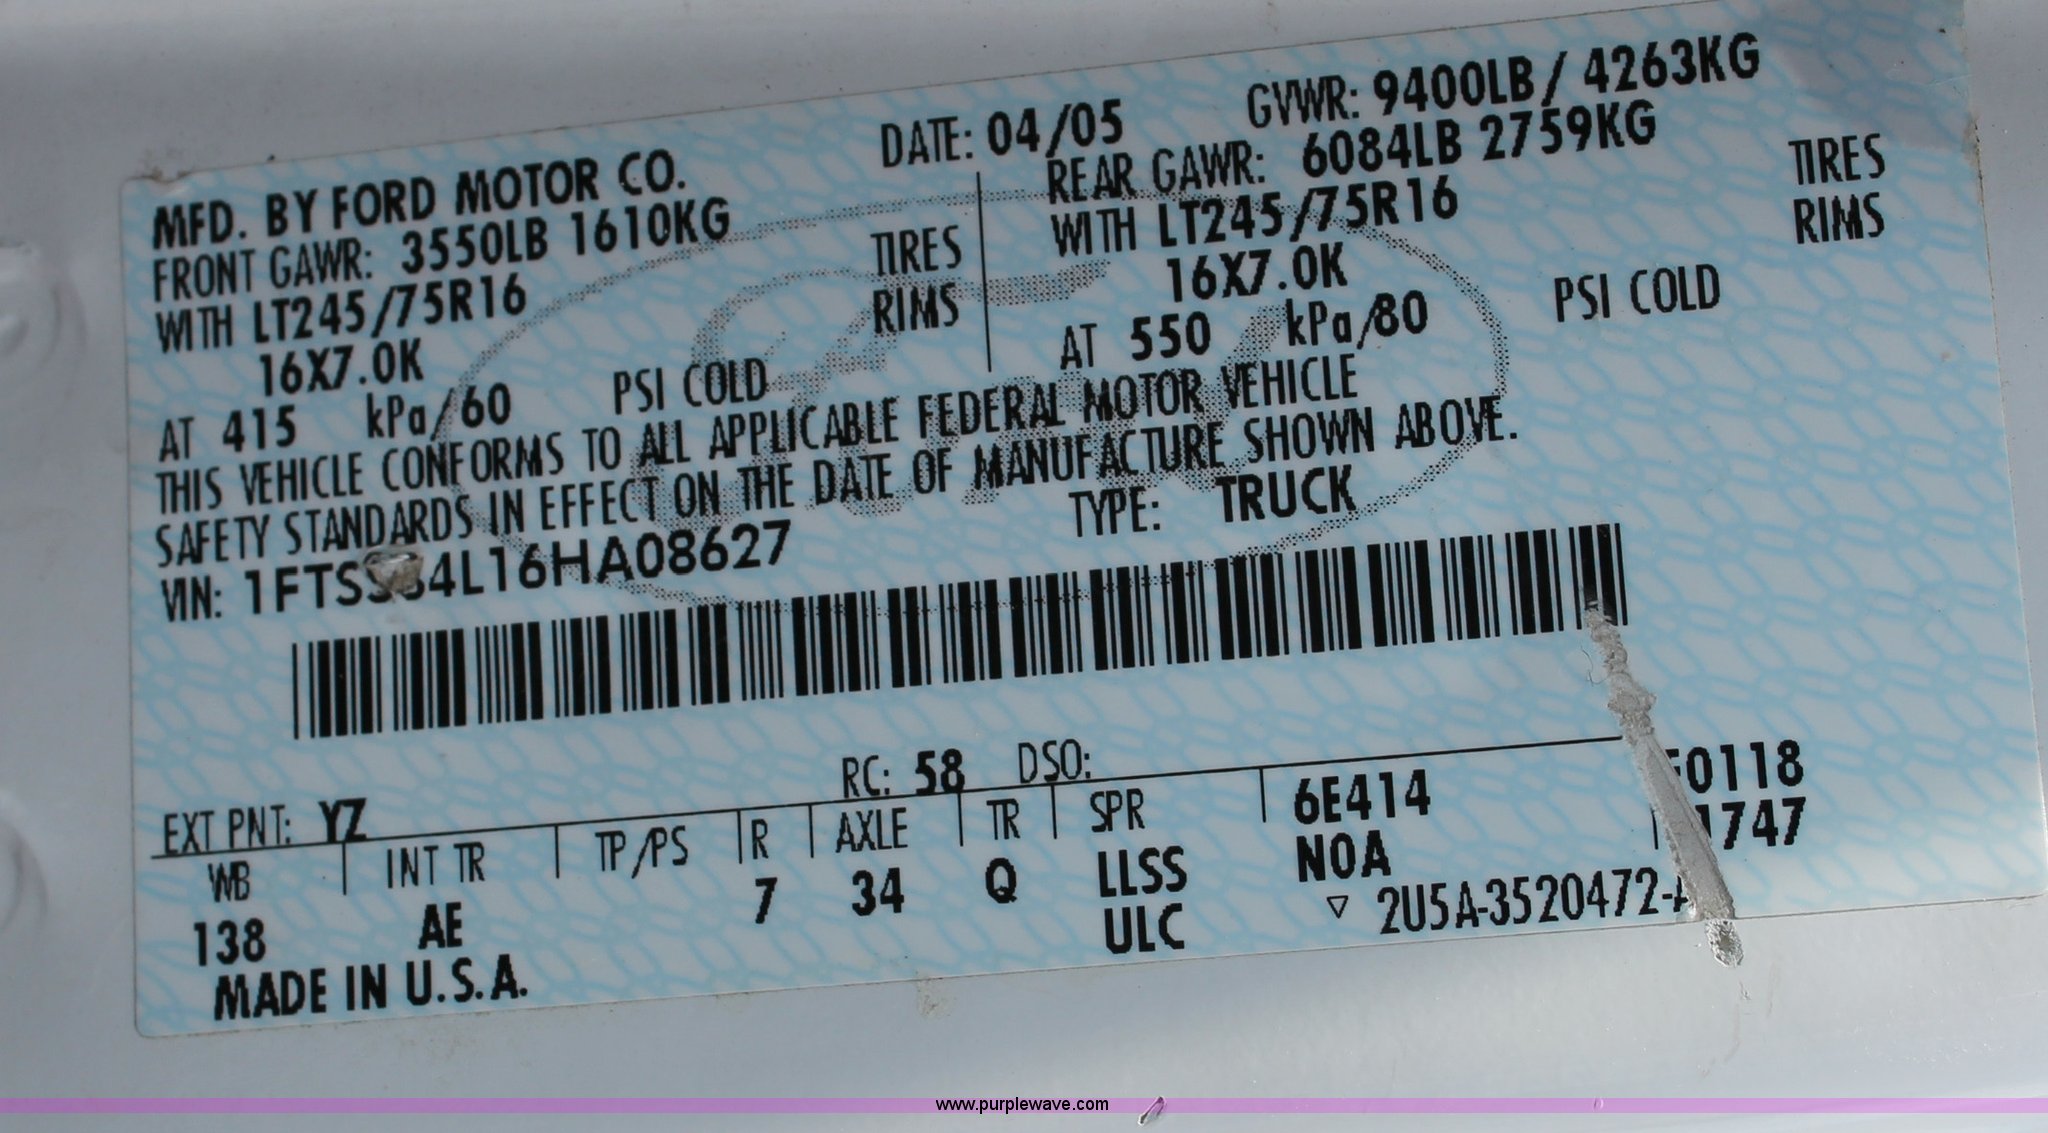 MFD. BY FORD MOTOR CO.
DATE: 04/05
GVWR: 9400LB / 4263KG
FRONT GAWR: 3550LB 1610KG
REAR GAWR: 6084LB 2759KG
WITH LT245/75R16 TIRES
WITH LT245/75R16 TIRES
16X7.0K RIMS
16X7.0K RIMS
AT 415 kPa/60 PSI COLD
AT 550 kPa/80 PSI COLD
THIS VEHICLE CONFORMS TO ALL APPLICABLE FEDERAL MOTOR VEHICLE
SAFETY STANDARDS IN EFFECT ON THE DATE OF MANUFACTURE SHOWN ABOVE.
VIN:
TYPE: TRUCK
EXT PNT: YZ RC: 58 DSO:
WB INT TR TP/PS R AXLE TR SPR 6E414
138 AE 7 34 Q LLSS N0A
ULC
MADE IN U.S.A.
www.purplewave.com